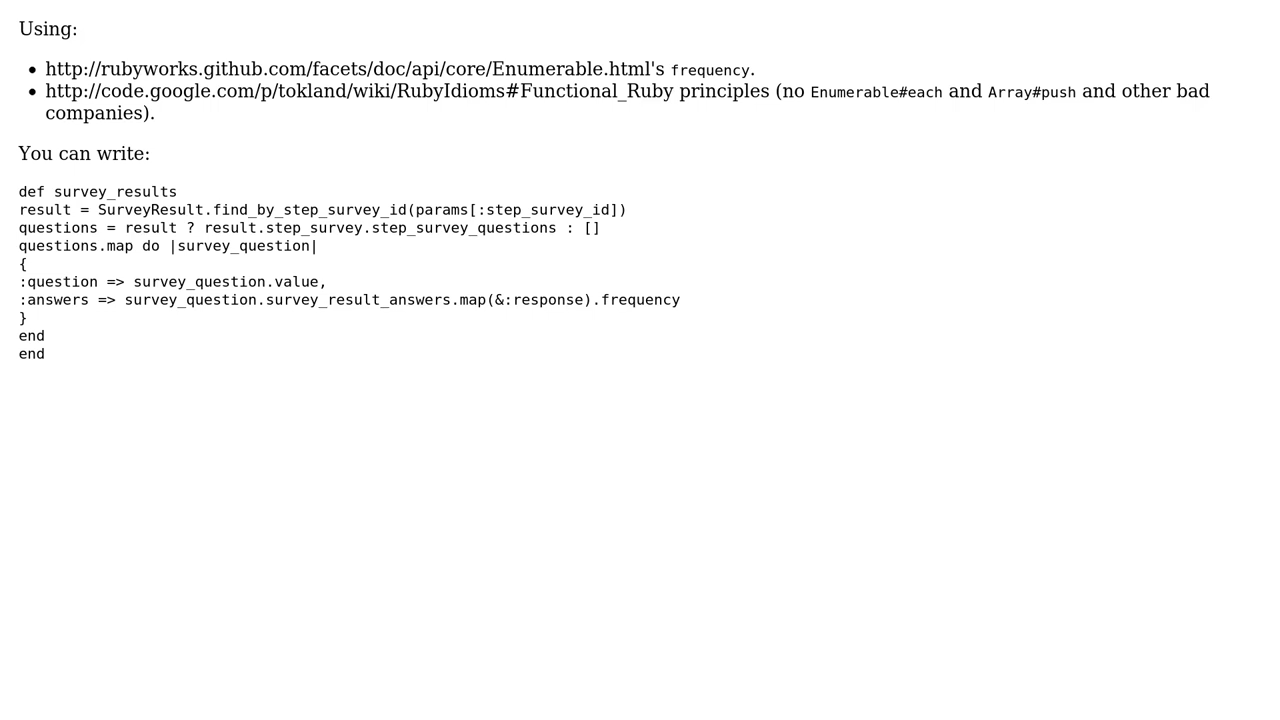 Using:
• http://rubyworks.github.com/facets/doc/api/core/Enumerable.html's frequency.
• http://code.google.com/p/tokland/wiki/RubyIdioms#Functional_Ruby principles (no Enumerable#each and Array#push and other bad
companies).
You can write:
def survey_results
result = SurveyResult.find_by_step_survey_id(params[:step_survey_id])
questions = result ? result.step_survey.step_survey_questions : []
questions.map do |survey_question|
{
:question => survey_question.value,
:answers => survey_question.survey_result_answers.map(&:response).frequency
}
end
end